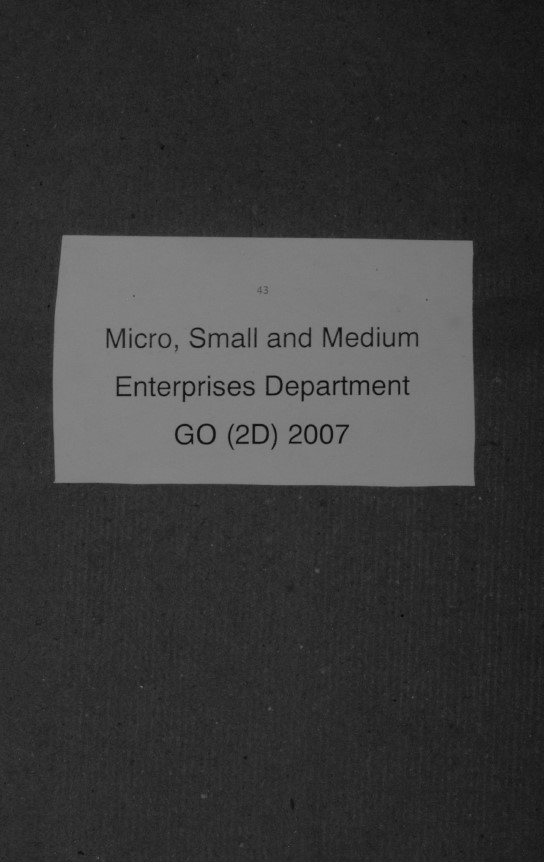 43
Micro, Small and Medium
Enterprises Department
GO (2D) 2007